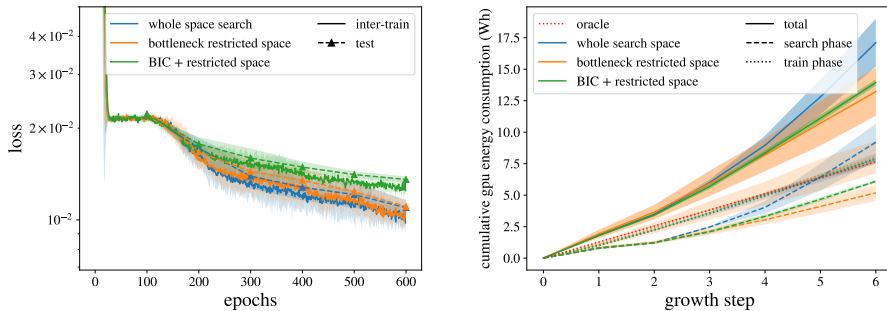 whole space search
bottleneck restricted space
BIC + restricted space
inter-train
test
4 × 10⁻²
3 × 10⁻²
2 × 10⁻²
10⁻²
loss
0 100 200 300 400 500 600
epochs
oracle
whole search space
bottleneck restricted space
BIC + restricted space
total
search phase
train phase
17.5
15.0
12.5
10.0
7.5
5.0
2.5
0.0
cumulative gpu energy consumption (Wh)
0 1 2 3 4 5 6
growth step